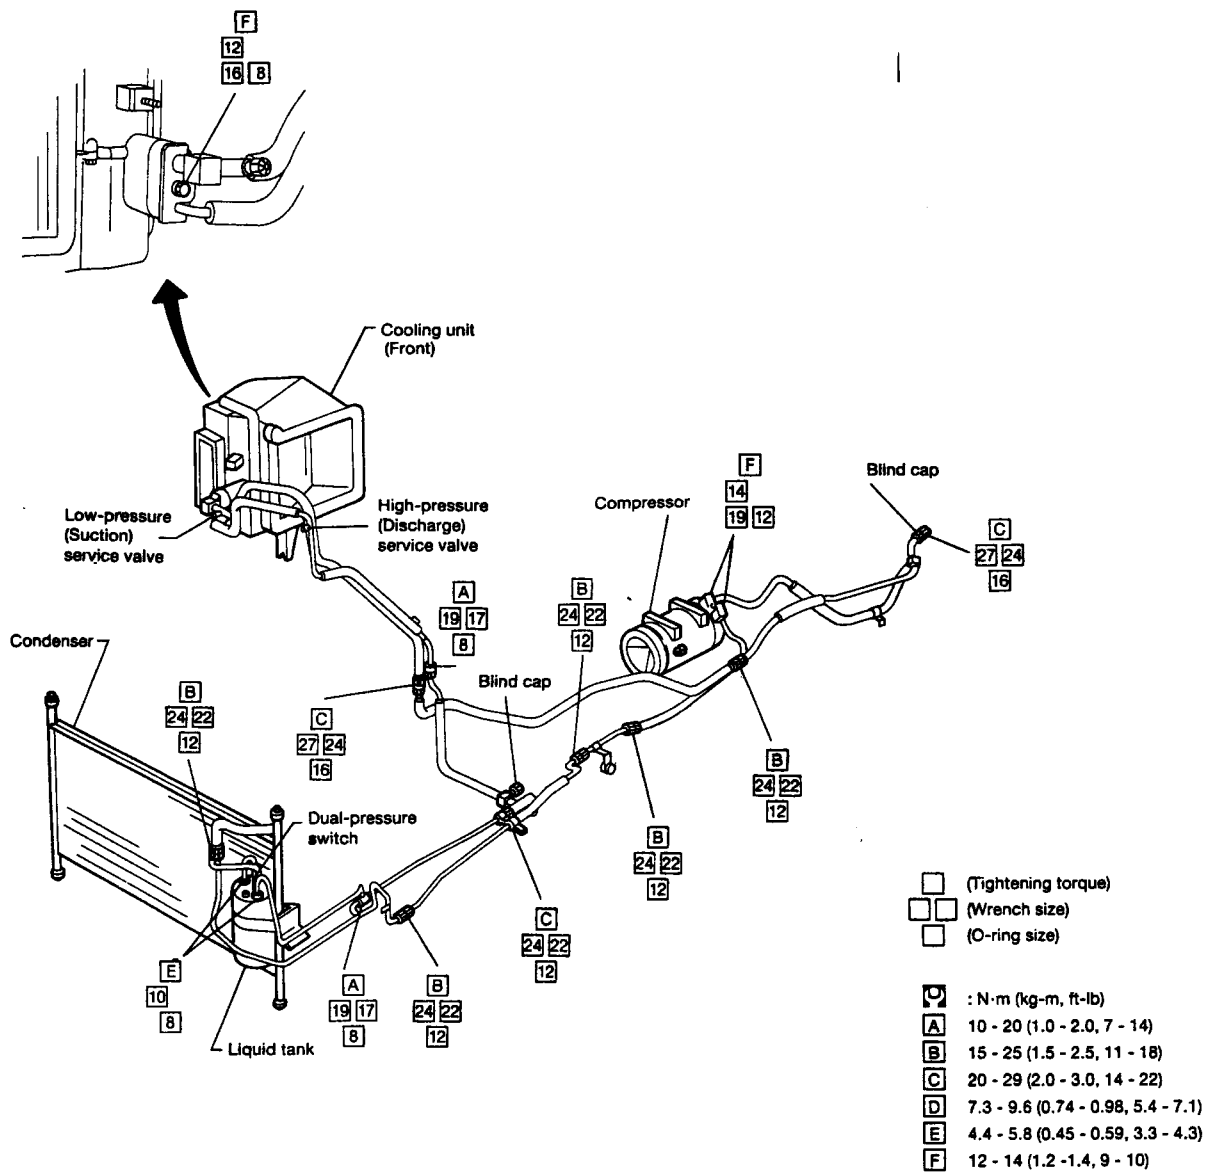 F
12
16 8
Cooling unit
(Front)
Low-pressure
(Suction)
service valve
High-pressure
(Discharge)
service valve
Compressor
F
14
19 12
Blind cap
C
27 24
16
A
19 17
8
B
24 22
12
Condenser
B
24 22
12
C
27 24
16
Blind cap
B
24 22
12
Dual-pressure
switch
B
24 22
12
C
24 22
12
E
10
8
Liquid tank
A
19 17
8
B
24 22
12
(Tightening torque)
(Wrench size)
(O-ring size)
: N·m (kg-m, ft-lb)
A 10 - 20 (1.0 - 2.0, 7 - 14)
B 15 - 25 (1.5 - 2.5, 11 - 18)
C 20 - 29 (2.0 - 3.0, 14 - 22)
D 7.3 - 9.6 (0.74 - 0.98, 5.4 - 7.1)
E 4.4 - 5.8 (0.45 - 0.59, 3.3 - 4.3)
F 12 - 14 (1.2 -1.4, 9 - 10)